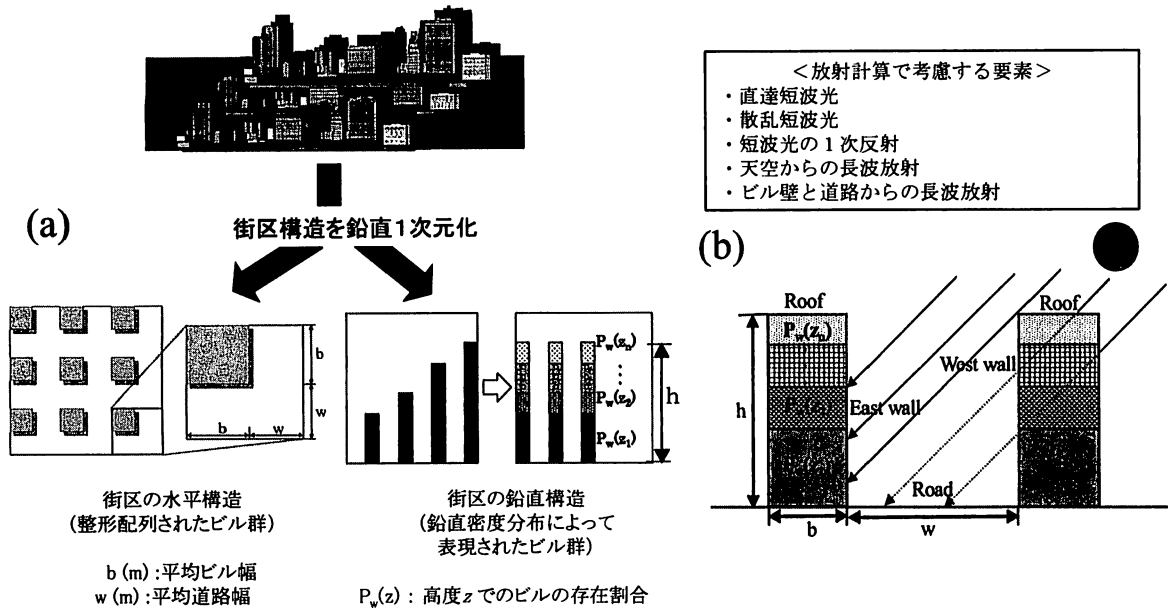 (a)
街区構造を鉛直1次元化
b
w
b
w
街区の水平構造
(整形配列されたビル群)
b (m) :平均ビル幅
w (m) :平均道路幅
Pw(zn)
Pw(z2)
Pw(z1)
h
街区の鉛直構造
(鉛直密度分布によって
表現されたビル群)
Pw(z) : 高度zでのビルの存在割合
<放射計算で考慮する要素>
・直達短波光
・散乱短波光
・短波光の1次反射
・天空からの長波放射
・ビル壁と道路からの長波放射
(b)
Roof
Roof
Pw(zn)
West wall
h
East wall
Road
b
w